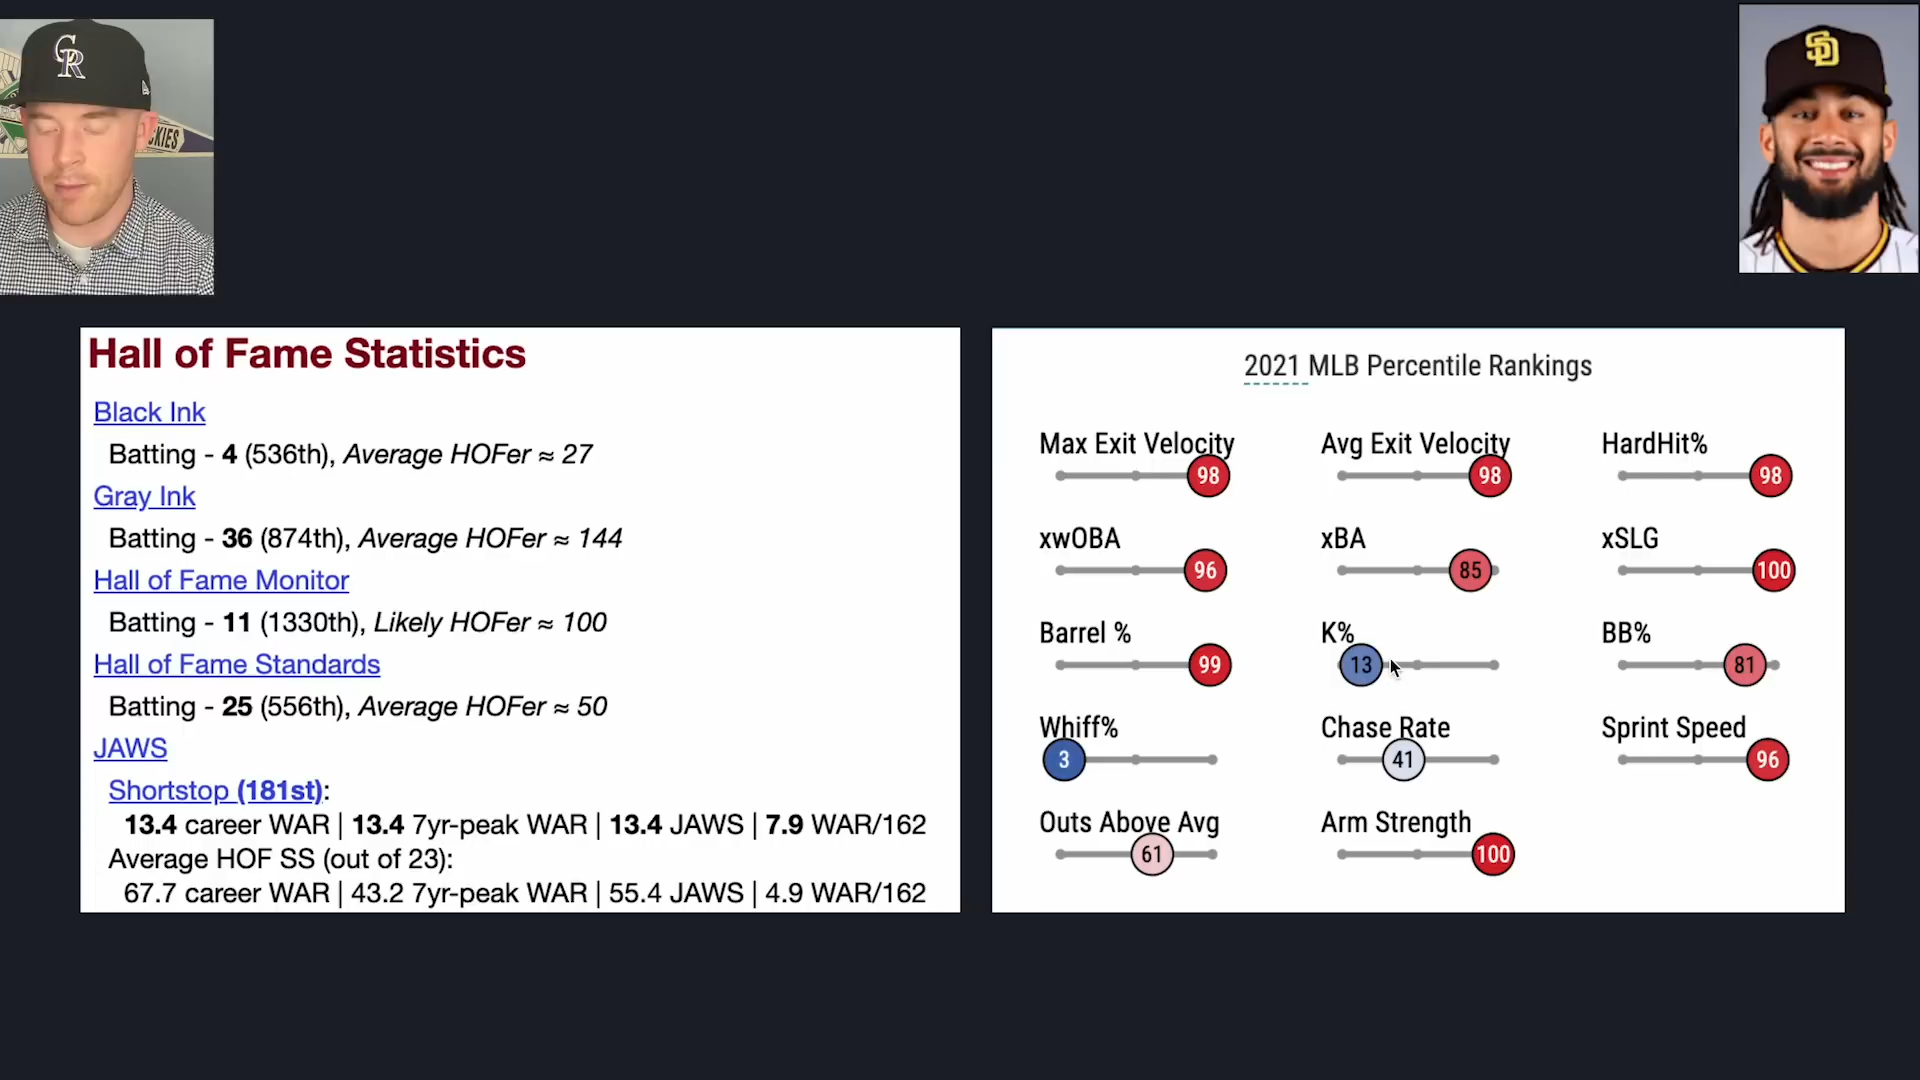 CR
KIES
SD
Hall of Fame Statistics
Black Ink
Batting - 4 (536th), Average HOFer ≈ 27
Gray Ink
Batting - 36 (874th), Average HOFer ≈ 144
Hall of Fame Monitor
Batting - 11 (1330th), Likely HOFer ≈ 100
Hall of Fame Standards
Batting - 25 (556th), Average HOFer ≈ 50
JAWS
Shortstop (181st):
13.4 career WAR | 13.4 7yr-peak WAR | 13.4 JAWS | 7.9 WAR/162
Average HOF SS (out of 23):
67.7 career WAR | 43.2 7yr-peak WAR | 55.4 JAWS | 4.9 WAR/162
2021 MLB Percentile Rankings
Max Exit Velocity
98
Avg Exit Velocity
98
HardHit%
98
xwOBA
96
xBA
85
xSLG
100
Barrel %
99
K%
13
BB%
81
Whiff%
3
Chase Rate
41
Sprint Speed
96
Outs Above Avg
61
Arm Strength
100